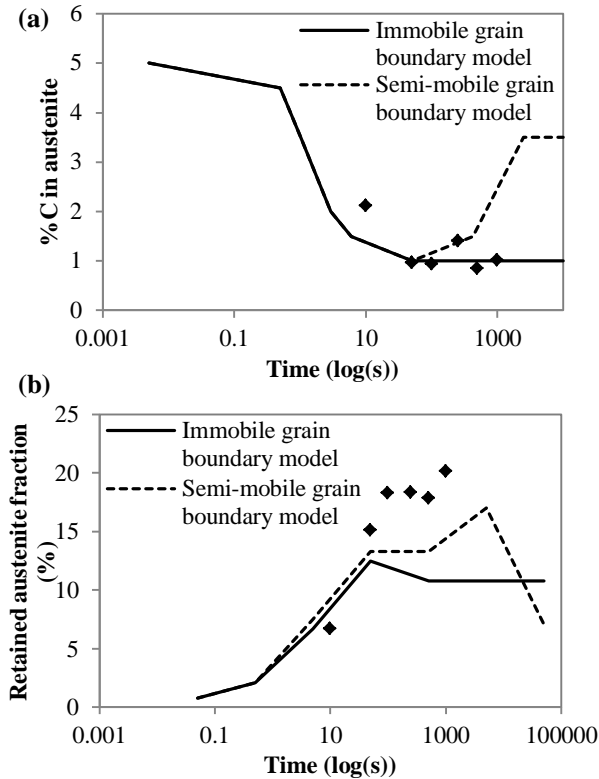 (a)
Immobile grain
boundary model
Semi-mobile grain
boundary model
%C in austenite
6
5
4
3
2
1
0
0.001 0.1 10 1000
Time (log(s))
(b)
Immobile grain
boundary model
Semi-mobile grain
boundary model
Retained austenite fraction
(%)
25
20
15
10
5
0
0.001 0.1 10 1000 100000
Time (log(s))